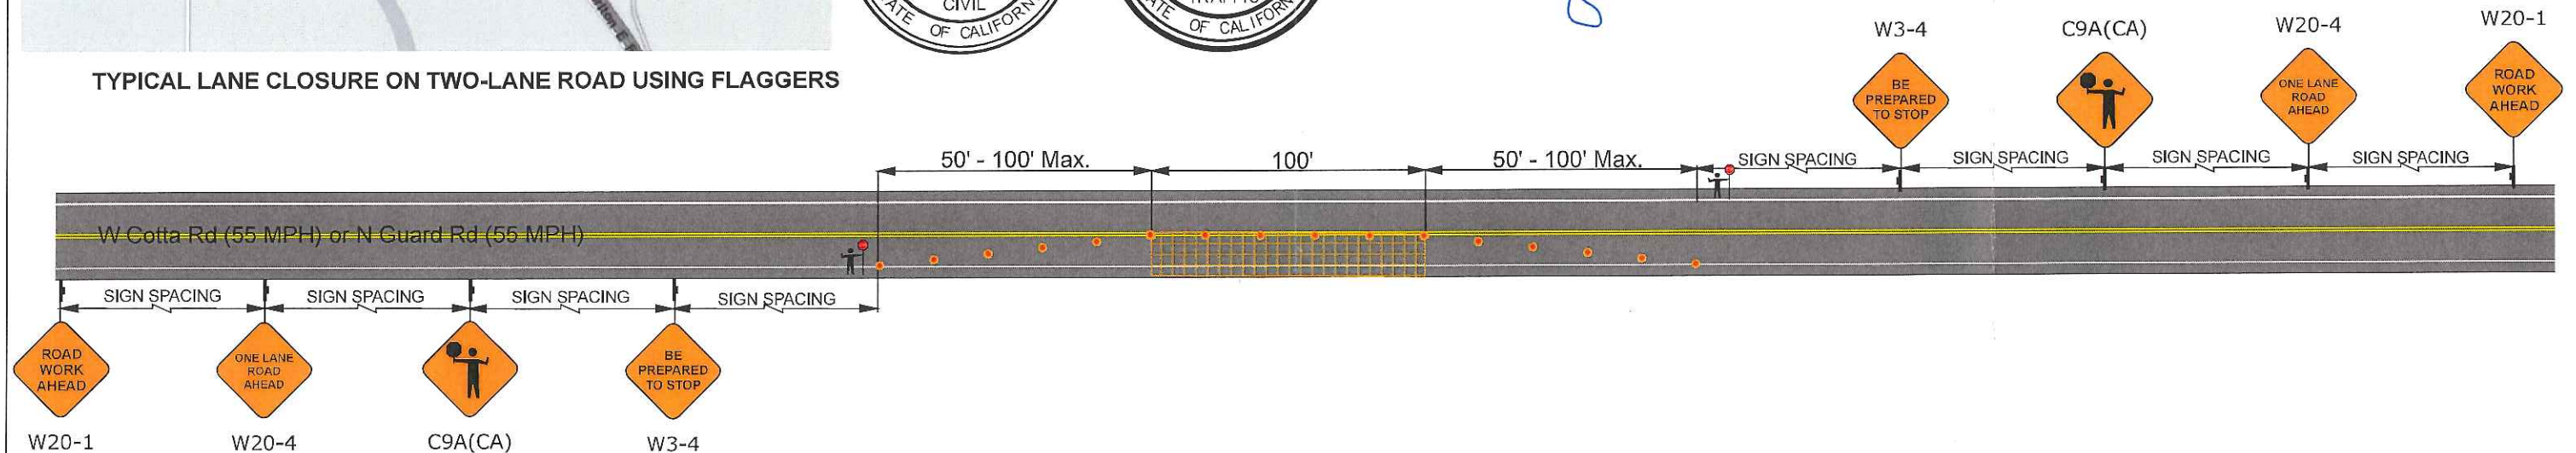 CIVIL
OF CALIFORNI
OF CALIFORN
TYPICAL LANE CLOSURE ON TWO-LANE ROAD USING FLAGGERS
W3-4
C9A(CA)
W20-4
W20-1
BE
PREPARED
TO STOP
ONE LANE
ROAD
AHEAD
ROAD
WORK
AHEAD
50' - 100' Max.
100'
50' - 100' Max.
SIGN SPACING
SIGN SPACING
SIGN SPACING
SIGN SPACING
W Cotta Rd (55 MPH) or N Guard Rd (55 MPH)
SIGN SPACING
SIGN SPACING
SIGN SPACING
SIGN SPACING
ROAD
WORK
AHEAD
ONE LANE
ROAD
AHEAD
BE
PREPARED
TO STOP
W20-1
W20-4
C9A(CA)
W3-4